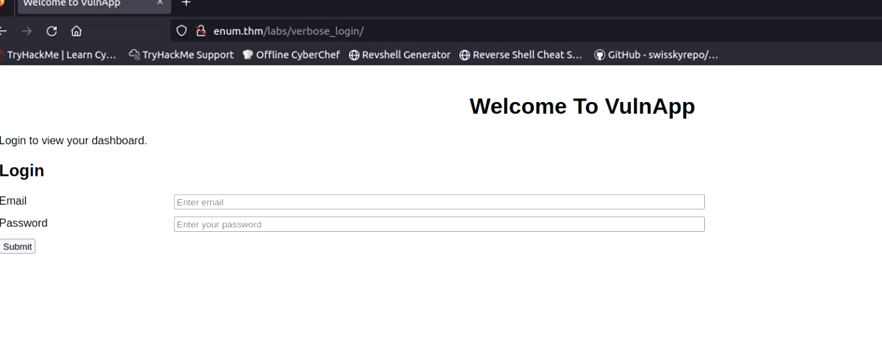 Welcome to VulnApp × +
enum.thm/labs/verbose_login/
TryHackMe | Learn Cy… TryHackMe Support Offline CyberChef Revshell Generator Reverse Shell Cheat S… GitHub - swisskyrepo/…
Welcome To VulnApp
Login to view your dashboard.
Login
Email Enter email
Password Enter your password
Submit